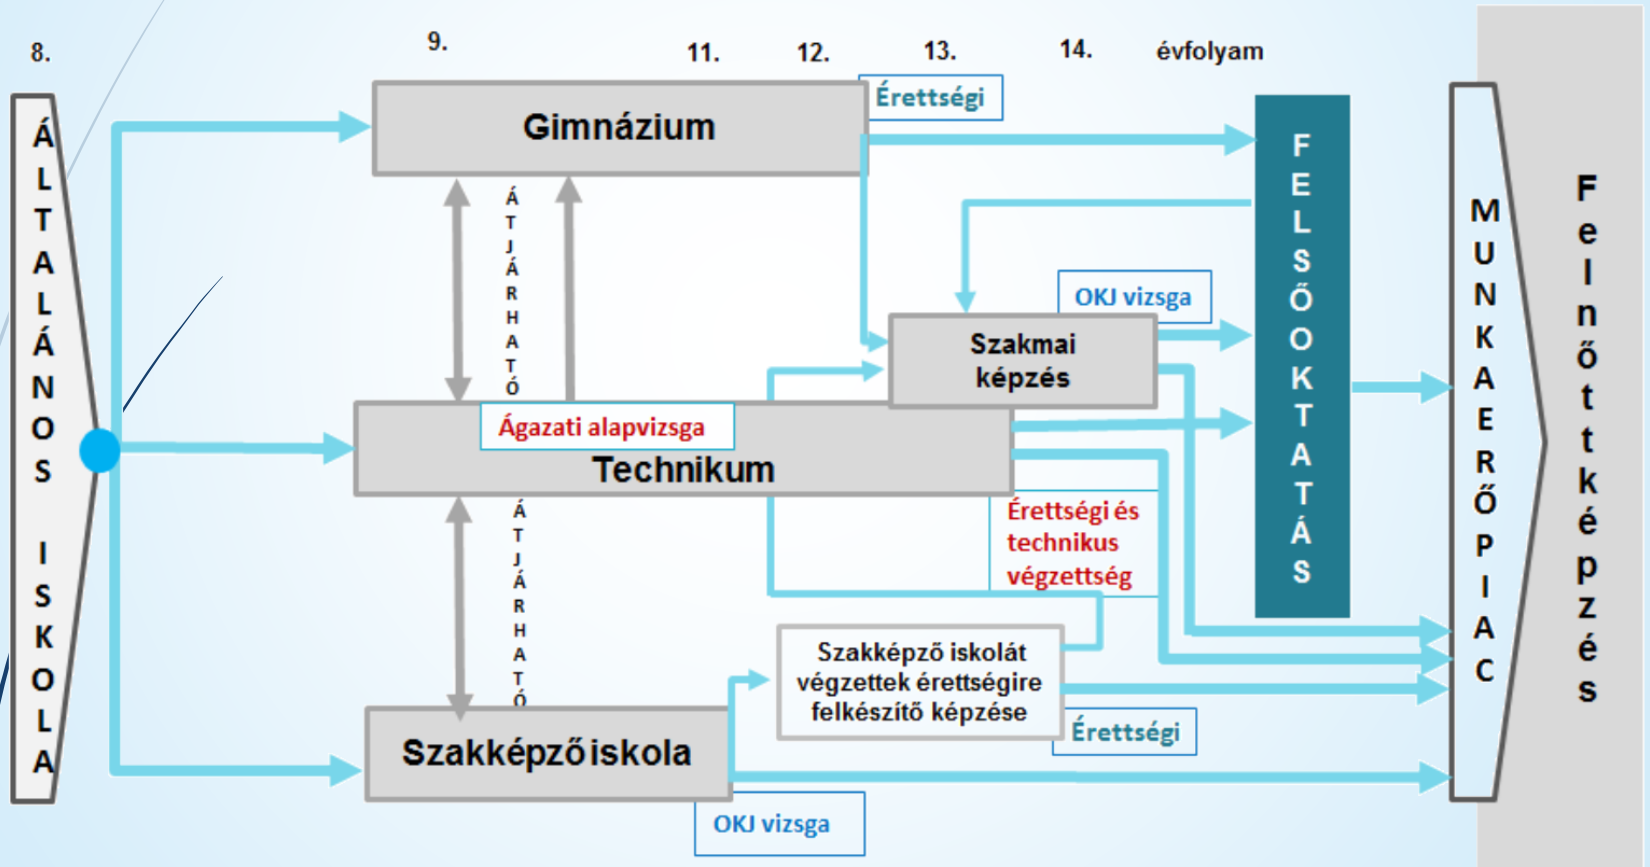 8.
9.
11.
12.
13.
14.
évfolyam
ÁLTALÁNOS ISKOLA
Gimnázium
Érettségi
ÁTJÁRHATÓ
OKJ vizsga
Szakmai
képzés
Ágazati alapvizsga
Technikum
ÁTJÁRHATÓ
Érettségi és
technikus
végzettség
Szakképző iskolát
végzettek érettségire
felkészítő képzése
Érettségi
Szakképző iskola
OKJ vizsga
FELSŐOKTATÁS
MUNKAERŐPIAC
Felnőttképzés